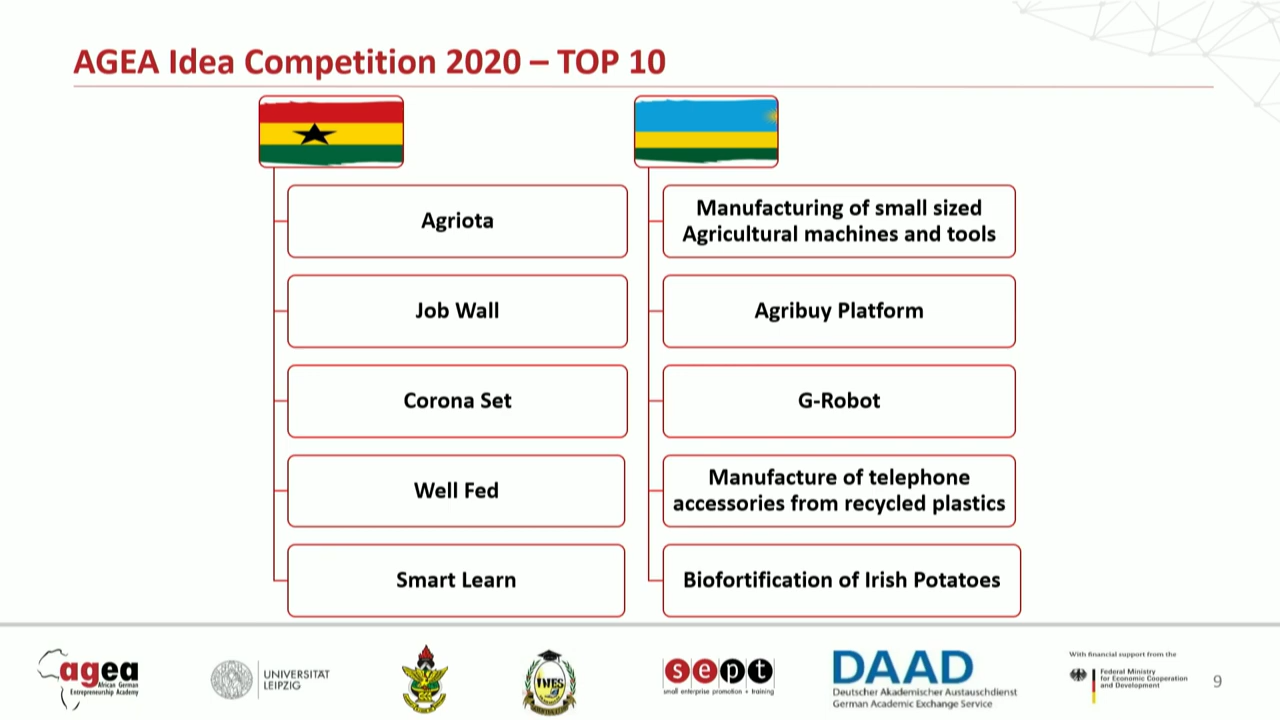 AGEA Idea Competition 2020 – TOP 10
Agriota
Job Wall
Corona Set
Well Fed
Smart Learn
Manufacturing of small sized
Agricultural machines and tools
Agribuy Platform
G-Robot
Manufacture of telephone
accessories from recycled plastics
Biofortification of Irish Potatoes
agea
African German
Entrepreneurship Academy
UNIVERSITAT
LEIPZIG
INES
sept
small enterprise promotion + training
DAAD
Deutscher Akademischer Austauschdienst
German Academic Exchange Service
With financial support from the
Federal Ministry
for Economic Cooperation
and Development
9